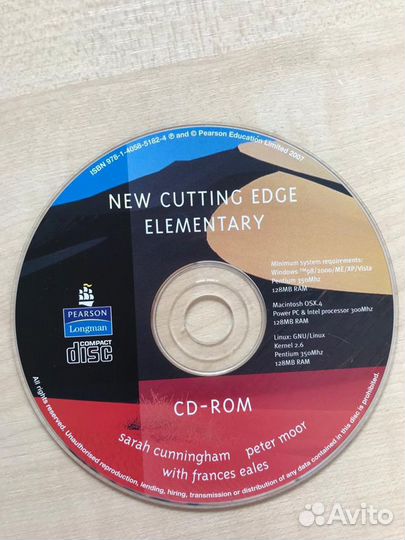 ISBN 978-1-4058-5182-4 ℗ and © Pearson Education Limited 2007
NEW CUTTING EDGE
ELEMENTARY
Minimum system requirements:
Windows ™98/2000/ME/XP/Vista
Pentium 350Mhz
128MB RAM
Macintosh OSX.4
Power PC & Intel processor 300Mhz
128MB RAM
Linux: GNU/Linux
Kernel 2.6
Pentium 350Mhz
128MB RAM
PEARSON
Longman
COMPACT
disc
CD-ROM
sarah cunningham peter moor
with frances eales
All rights reserved. Unauthorised reproduction, lending, hiring, transmission or distribution of any data contained in this disc is prohibited.
Avito